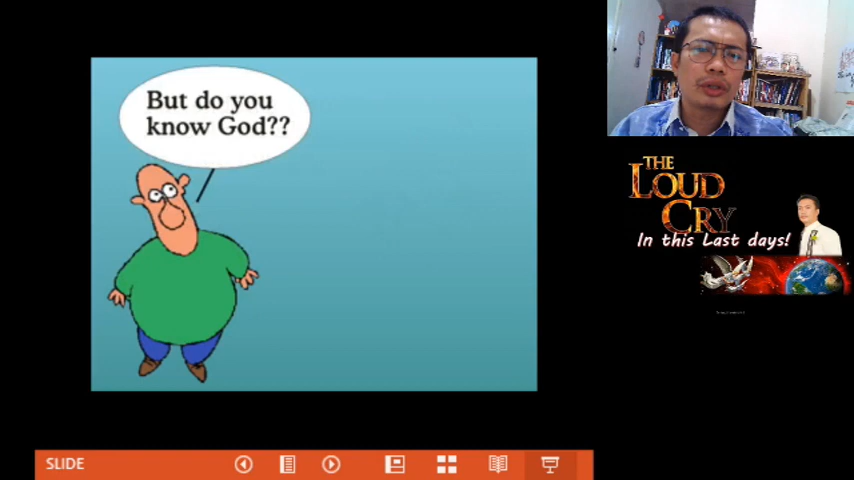 But do you
know God??
THE
LOUD
CRY
In this Last days!
SLIDE